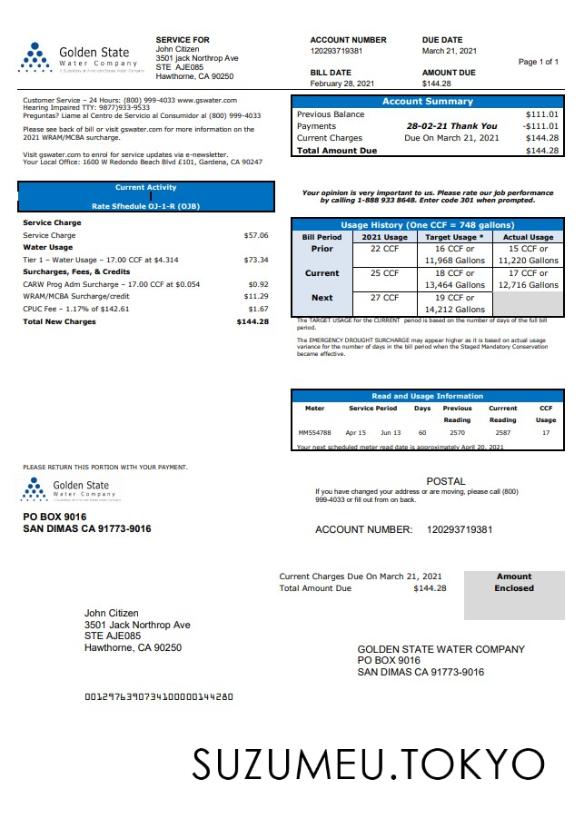 Golden State
Water Company
SERVICE FOR
John Citizen
3501 jack Northrop Ave
STE AJE085
Hawthorne, CA 90250
ACCOUNT NUMBER
120293719381
DUE DATE
March 21, 2021
BILL DATE
February 28, 2021
AMOUNT DUE
$144.28
Page 1 of 1
Customer Service – 24 Hours: (800) 999-4033 www.gswater.com
Hearing Impaired TTY: 9877)933-9533
Preguntas? Llame al Centro de Servicio al Consumidor al (800) 999-4033
Please see back of bill or visit gswater.com for more information on the
2021 WRAM/MCBA surcharge.
Visit gswater.com to enrol for service updates via e-newsletter.
Your Local Office: 1600 W Redondo Beach Blvd £101, Gardena, CA 90247
Account Summary
Previous Balance $111.01
Payments 28-02-21 Thank You -$111.01
Current Charges Due On March 21, 2021 $144.28
Total Amount Due $144.28
Current Activity
Rate Sfhedule OJ-1-R (OJB)
Service Charge
Service Charge $57.06
Water Usage
Tier 1 – Water Usage – 17.00 CCF at $4.314 $73.34
Surcharges, Fees, & Credits
CARW Prog Adm Surcharge – 17.00 CCF at $0.054 $0.92
WRAM/MCBA Surcharge/credit $11.29
CPUC Fee – 1.17% of $142.61 $1.67
Total New Charges $144.28
Your opinion is very important to us. Please rate our job performance
by calling 1-888 933 8648. Enter code 301 when prompted.
Usage History (One CCF = 748 gallons)
Bill Period 2021 Usage Target Usage * Actual Usage
Prior 22 CCF 16 CCF or 15 CCF or
11,968 Gallons 11,220 Gallons
Current 25 CCF 18 CCF or 17 CCF or
13,464 Gallons 12,716 Gallons
Next 27 CCF 19 CCF or
14,212 Gallons
The TARGET USAGE for the CURRENT period is based on the number of days of the full bill
period.
The EMERGENCY DROUGHT SURCHARGE may appear higher as it is based on actual usage
variance for the number of days in the bill period when the Staged Mandatory Conservation
became effective.
Read and Usage Information
Meter Service Period Days Previous Currrent CCF
Reading Reading Usage
MM554788 Apr 15 Jun 13 60 2570 2587 17
Your next scheduled meter read date is approximately April 20, 2021
PLEASE RETURN THIS PORTION WITH YOUR PAYMENT.
Golden State
Water Company
PO BOX 9016
SAN DIMAS CA 91773-9016
POSTAL
If you have changed your address or are moving, please call (800)
999-4033 or fill out from on back.
ACCOUNT NUMBER: 120293719381
Current Charges Due On March 21, 2021
Total Amount Due $144.28
Amount
Enclosed
John Citizen
3501 Jack Northrop Ave
STE AJE085
Hawthorne, CA 90250
GOLDEN STATE WATER COMPANY
PO BOX 9016
SAN DIMAS CA 91773-9016
SUZUMEU.TOKYO